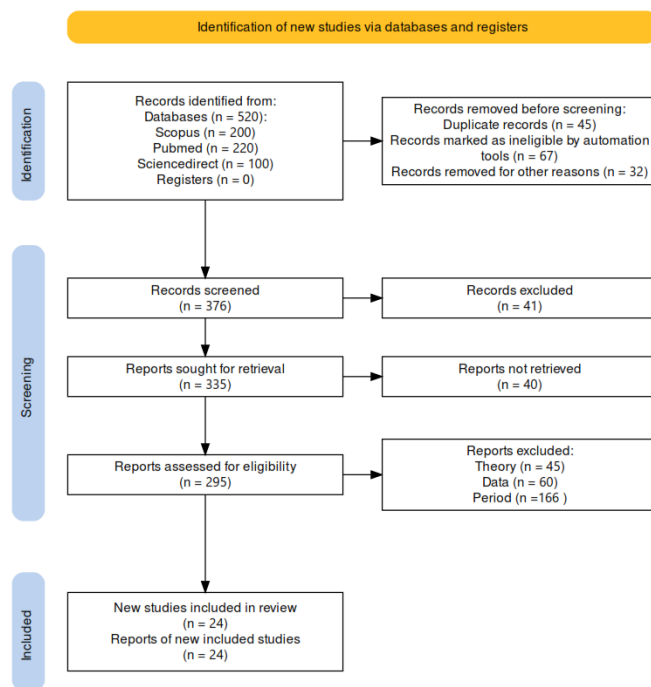 Identification of new studies via databases and registers
Identification
Records identified from:
Databases (n = 520):
Scopus (n = 200)
Pubmed (n = 220)
Sciencedirect (n = 100)
Registers (n = 0)
Records removed before screening:
Duplicate records (n = 45)
Records marked as ineligible by automation
tools (n = 67)
Records removed for other reasons (n = 32)
Screening
Records screened
(n = 376)
Records excluded
(n = 41)
Reports sought for retrieval
(n = 335)
Reports not retrieved
(n = 40)
Reports assessed for eligibility
(n = 295)
Reports excluded:
Theory (n = 45)
Data (n = 60)
Period (n =166 )
Included
New studies included in review
(n = 24)
Reports of new included studies
(n = 24)